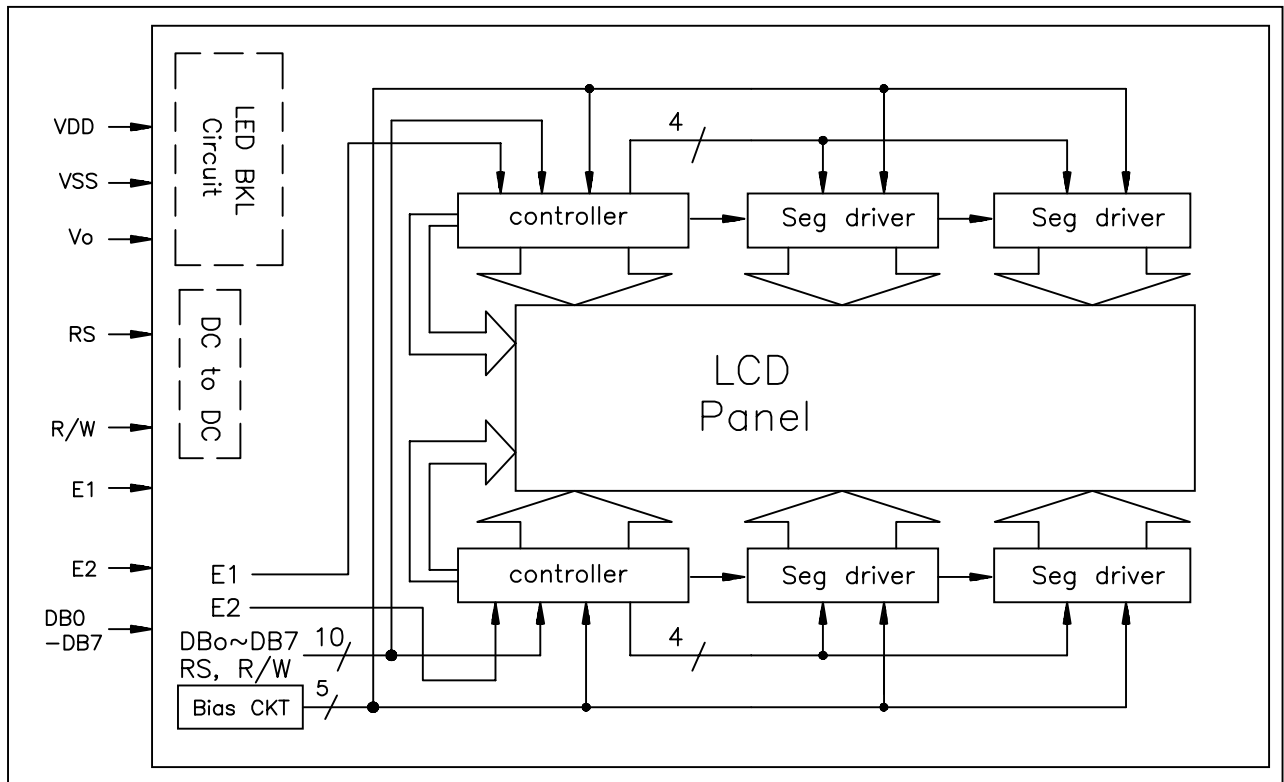 VDD
VSS
Vo
RS
R/W
E1
E2
DB0
-DB7
LED BKL
Circuit
DC to DC
4
controller
Seg driver
Seg driver
LCD
Panel
controller
Seg driver
Seg driver
E1
E2
DBo~DB7
RS, R/W
10
4
5
Bias CKT